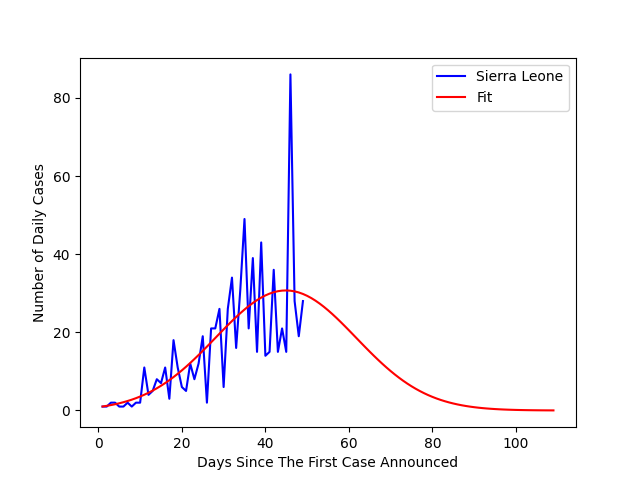 Sierra Leone
Fit
Number of Daily Cases
80
60
40
20
0
0 20 40 60 80 100
Days Since The First Case Announced